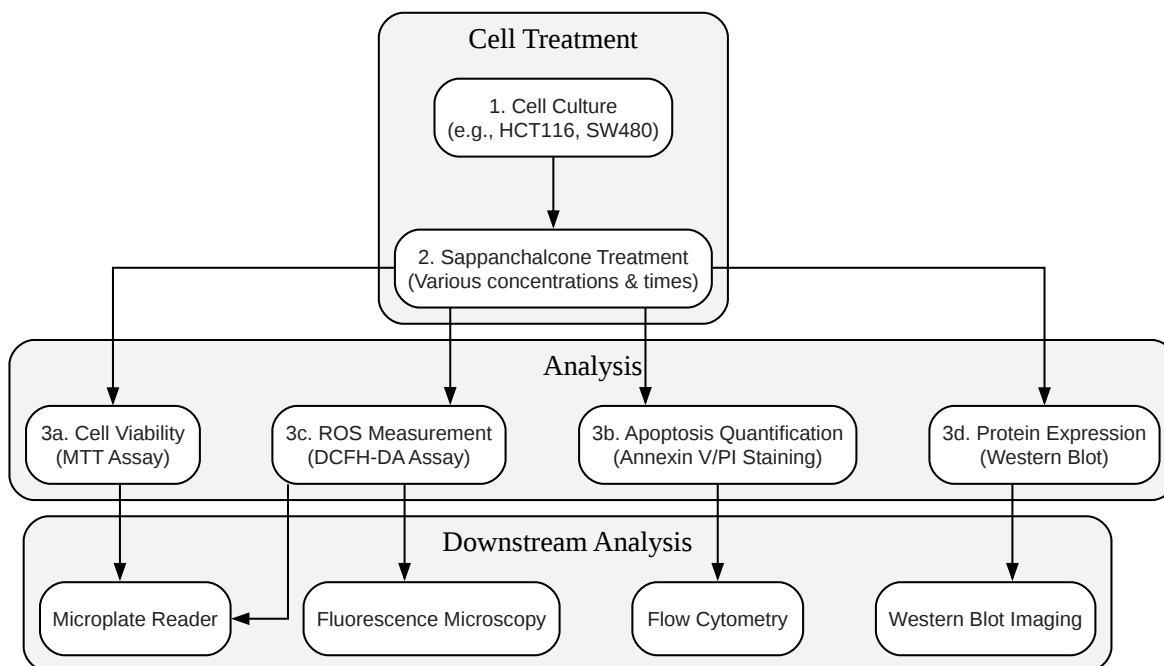 Cell Treatment
1. Cell Culture
(e.g., HCT116, SW480)
2. Sappanchalcone Treatment
(Various concentrations & times)
Analysis
3a. Cell Viability
(MTT Assay)
3c. ROS Measurement
(DCFH-DA Assay)
3b. Apoptosis Quantification
(Annexin V/PI Staining)
3d. Protein Expression
(Western Blot)
Downstream Analysis
Microplate Reader
Fluorescence Microscopy
Flow Cytometry
Western Blot Imaging